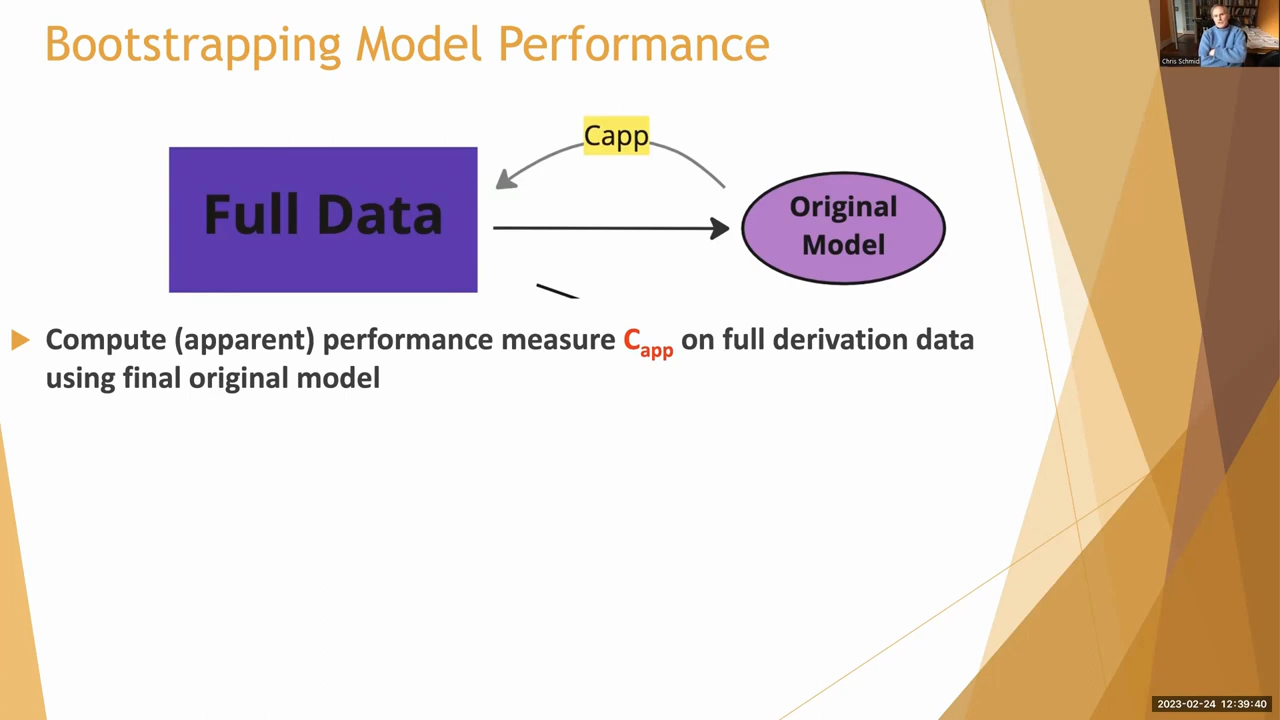 Bootstrapping Model Performance
Chris Schmid
Capp
Full Data
Original
Model
Compute (apparent) performance measure Capp on full derivation data
using final original model
2023-02-24 12:39:40